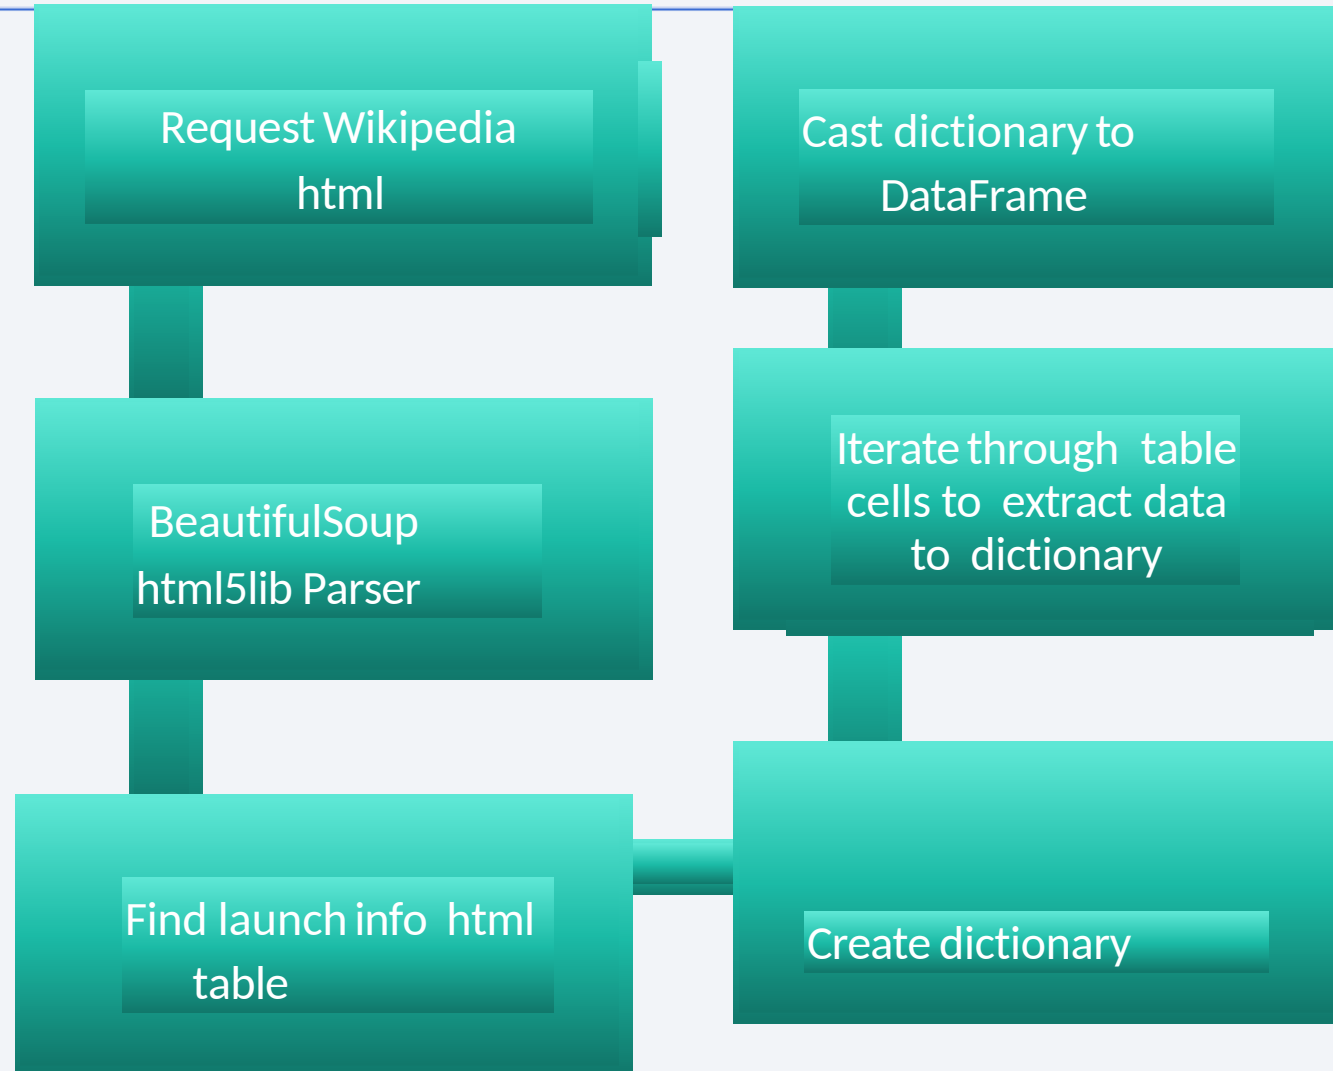 Request Wikipedia
html
BeautifulSoup
html5lib Parser
Find launch info html
table
Cast dictionary to
DataFrame
Iterate through table
cells to extract data
to dictionary
Create dictionary